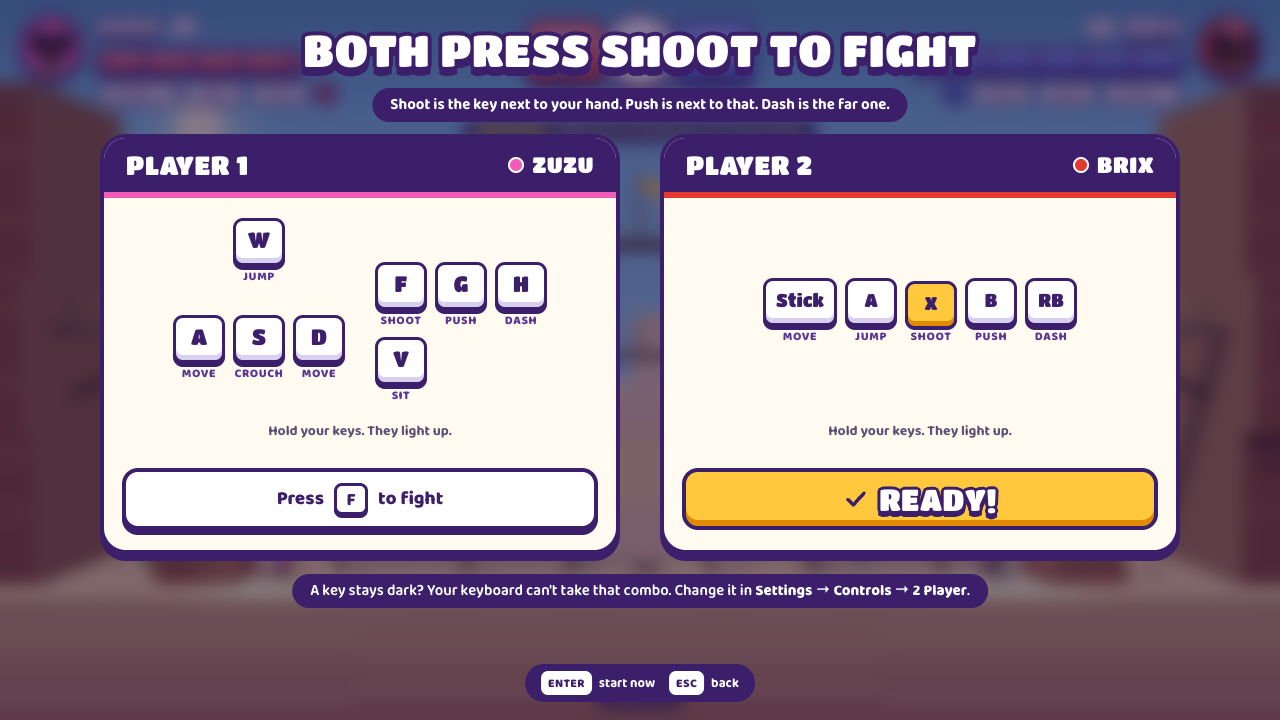 BOTH PRESS SHOOT TO FIGHT
Shoot is the key next to your hand. Push is next to that. Dash is the far one.
PLAYER 1
ZUZU
W
JUMP
F G H
SHOOT PUSH DASH
A S D
MOVE CROUCH MOVE
V
SIT
Hold your keys. They light up.
Press F to fight
PLAYER 2
BRIX
Stick A X B RB
MOVE JUMP SHOOT PUSH DASH
Hold your keys. They light up.
READY!
A key stays dark? Your keyboard can't take that combo. Change it in Settings → Controls → 2 Player.
ENTER start now ESC back